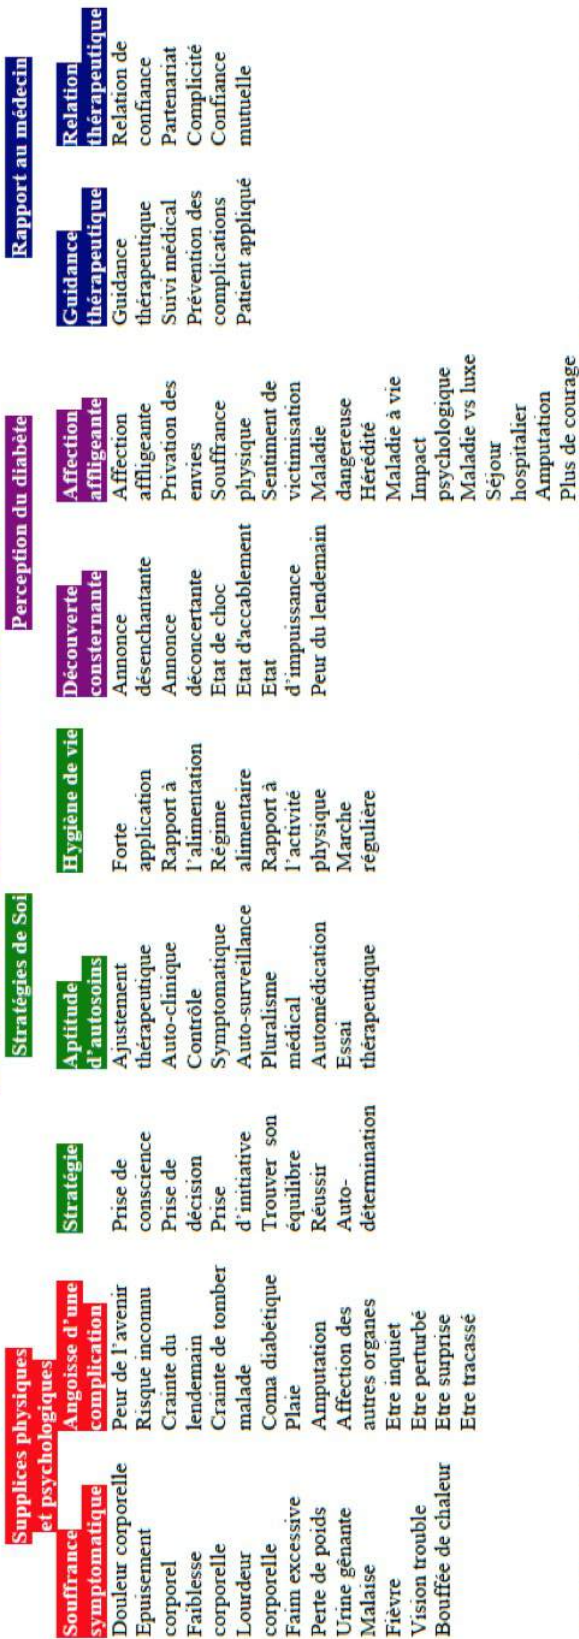 Supplices physiques
et psychologiques
Souffrance
symptomatique
Douleur corporelle
Epuisement
corporel
Faiblesse
corporelle
Lourdeur
corporelle
Faim excessive
Perte de poids
Urine gênante
Malaise
Fièvre
Vision trouble
Bouffée de chaleur
Angoisse d'une
complication
Peur de l'avenir
Risque inconnu
Crainte du
lendemain
Crainte de tomber
malade
Coma diabétique
Plaie
Amputation
Affection des
autres organes
Etre inquiet
Etre perturbé
Etre surprise
Etre tracassé
Stratégies de Soi
Stratégie
Prise de
conscience
Prise de
décision
Prise
d'initiative
Trouver son
équilibre
Réussir
Auto-
détermination
Aptitude
d'autosoins
Ajustement
thérapeutique
Auto-clinique
Contrôle
Symptomatique
Auto-surveillance
Pluralisme
médical
Automédication
Essai
thérapeutique
Hygiène de vie
Forte
application
Rapport à
l'alimentation
Régime
alimentaire
Rapport à
l'activité
physique
Marche
régulière
Perception du diabète
Découverte
consternante
Annonce
désenchantante
Annonce
déconcertante
Etat de choc
Etat d'accablement
Etat
d'impuissance
Peur du lendemain
Affection
affligeante
Affection
affligeante
Privation des
envies
Souffrance
physique
Sentiment de
victimisation
Maladie
dangereuse
Hérédité
Maladie à vie
Impact
psychologique
Maladie vs luxe
Séjour
hospitalier
Amputation
Plus de courage
Rapport au médecin
Guidance
thérapeutique
Guidance
thérapeutique
Suivi médical
Prévention des
complications
Patient appliqué
Relation
thérapeutique
Relation de
confiance
Partenariat
Complicité
Confiance
mutuelle